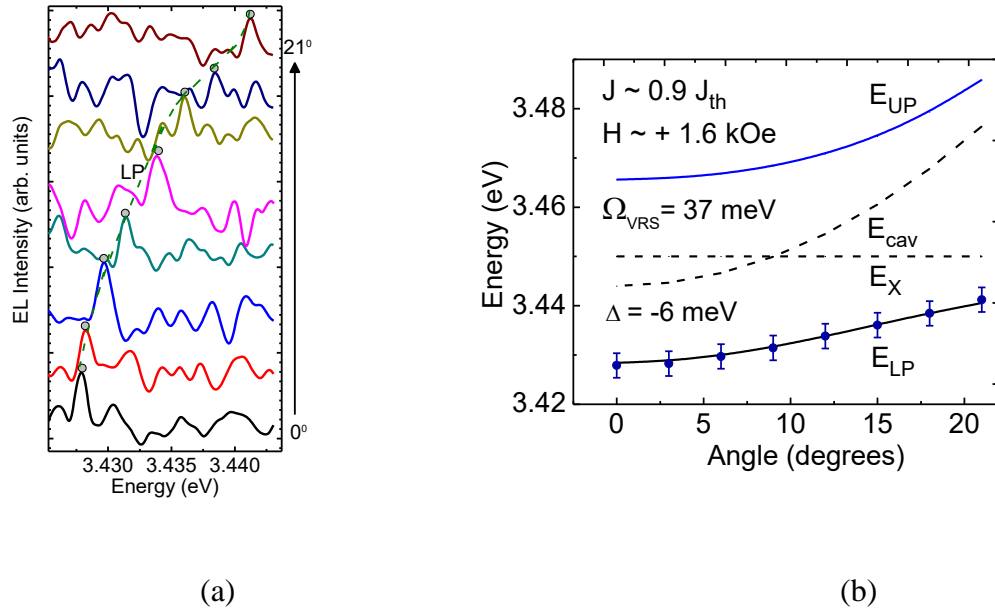 21⁰
LP
0⁰
EL Intensity (arb. units)
3.430 3.435 3.440
Energy (eV)
(a)
J ~ 0.9 J_th
H ~ + 1.6 kOe
Ω_VRS = 37 meV
Δ = -6 meV
E_UP
E_cav
E_X
E_LP
3.48
3.46
3.44
3.42
Energy (eV)
0 5 10 15 20
Angle (degrees)
(b)